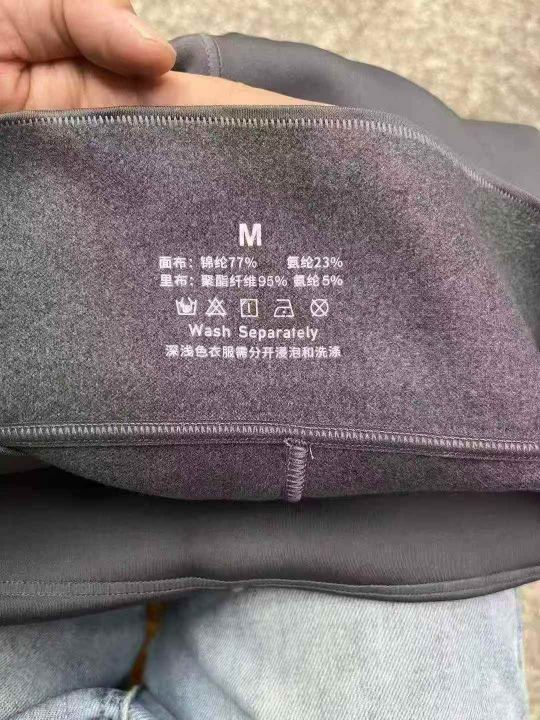 M
面布：锦纶77% 氨纶23%
里布：聚酯纤维95% 氨纶5%
Wash Separately
深浅色衣服需分开浸泡和洗涤